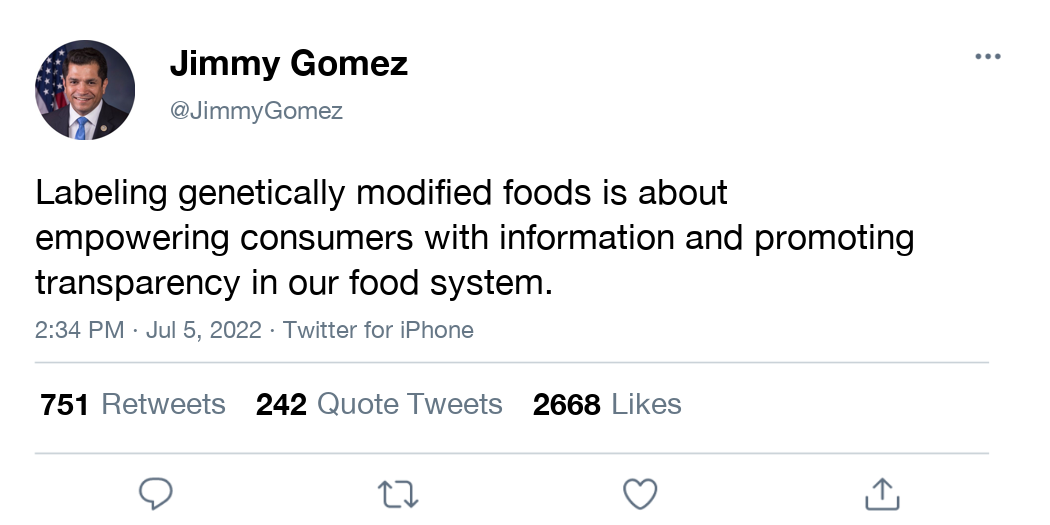 Jimmy Gomez
@JimmyGomez
Labeling genetically modified foods is about
empowering consumers with information and promoting
transparency in our food system.
2:34 PM · Jul 5, 2022 · Twitter for iPhone
751 Retweets 242 Quote Tweets 2668 Likes